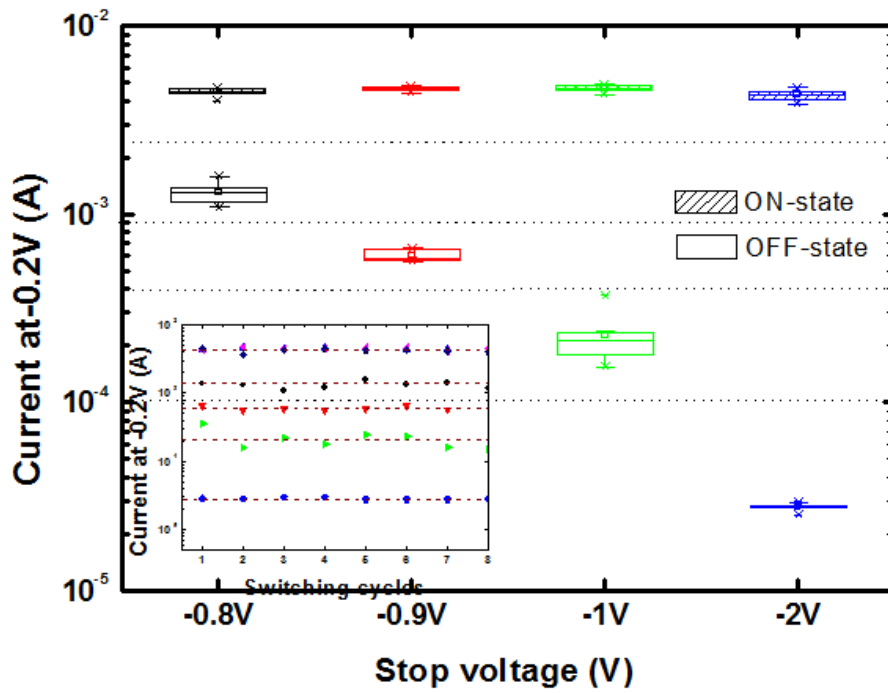 10⁻²
10⁻³
10⁻⁴
10⁻⁵
Current at-0.2V (A)
ON-state
OFF-state
Current at -0.2V (A)
1 2 3 4 5 6 7 8
Switching cycles
-0.8V -0.9V -1V -2V
Stop voltage (V)